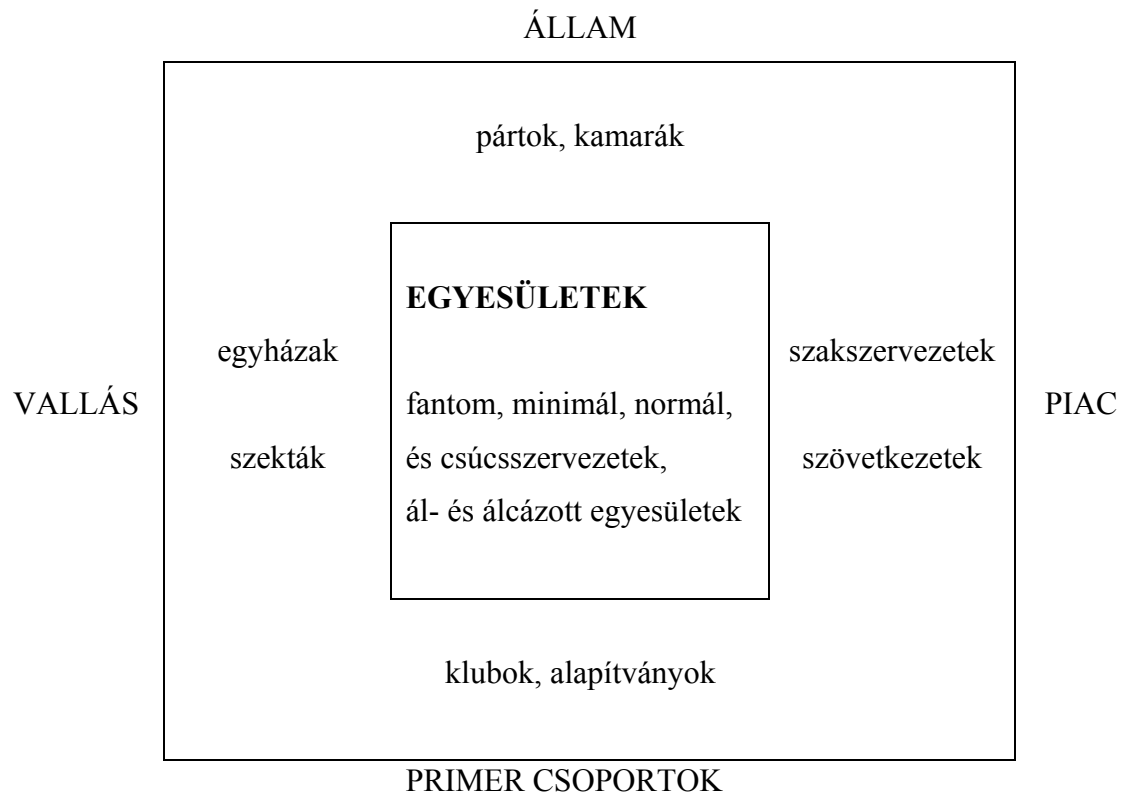 ÁLLAM
pártok, kamarák
EGYESÜLETEK
egyházak
szakszervezetek
VALLÁS
fantom, minimál, normál,
PIAC
szekták
és csúcsszervezetek,
szövetkezetek
ál- és álcázott egyesületek
klubok, alapítványok
PRIMER CSOPORTOK